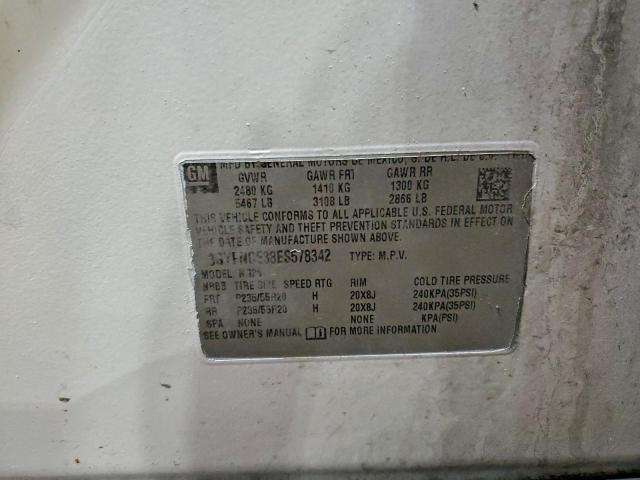 GM
MFD BY GENERAL MOTORS DE MEXICO, S. DE R.L. DE C.V.
GVWR GAWR FRT GAWR RR
2480 KG 1410 KG 1300 KG
5467 LB 3108 LB 2866 LB
THIS VEHICLE CONFORMS TO ALL APPLICABLE U.S. FEDERAL MOTOR
VEHICLE SAFETY AND THEFT PREVENTION STANDARDS IN EFFECT ON
THE DATE OF MANUFACTURE SHOWN ABOVE.
TYPE: M.P.V.
MODEL:
TIRE SIZE SPEED RTG RIM COLD TIRE PRESSURE
FRT P235/55R20 H 20X8J 240KPA(35PSI)
RR P235/55R20 H 20X8J 240KPA(35PSI)
SPA NONE NONE KPA(PSI)
SEE OWNER'S MANUAL FOR MORE INFORMATION